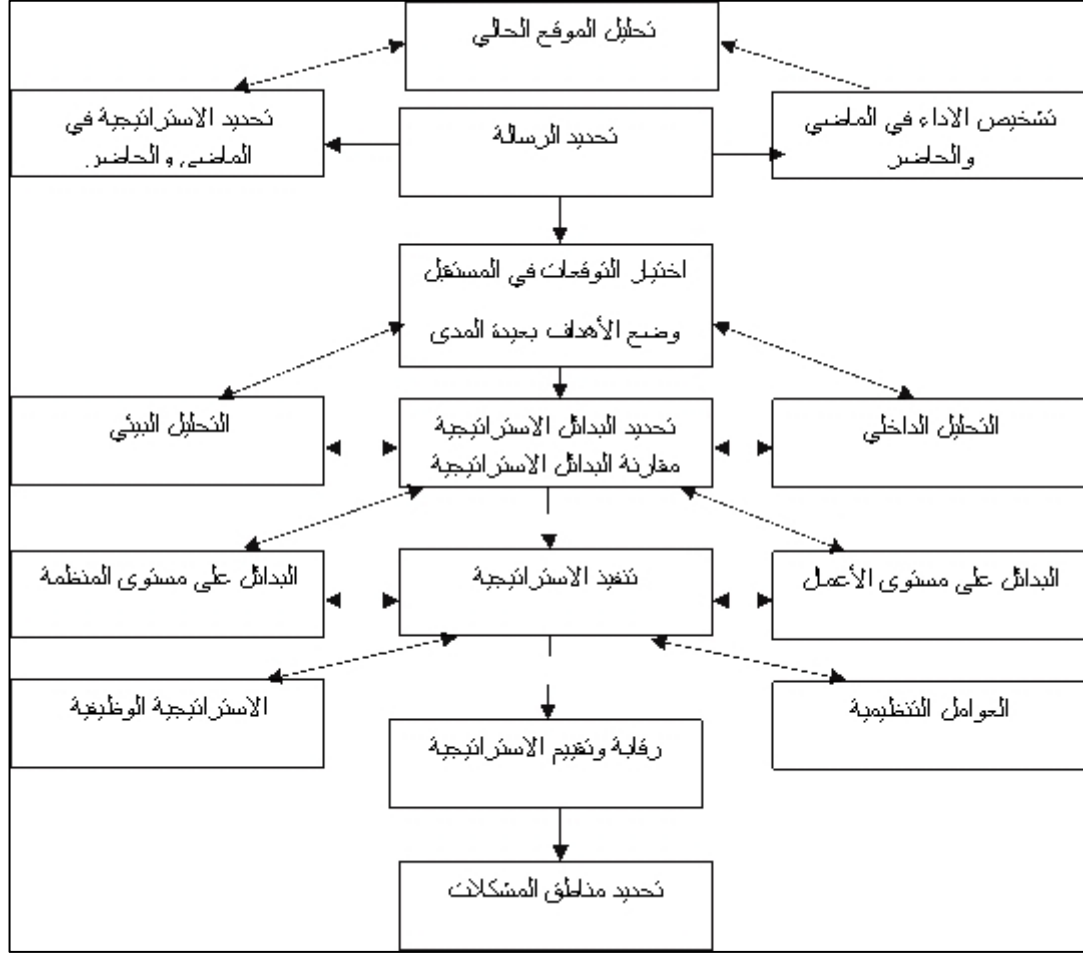 تحليل الموقع الحالي
تشخيص الاداء في الماضي
والحاضر
تحديد الرسالة
تحديد الاستراتيجية في
الماضي والحاضر
اختبار التوقعات في المستقبل
وضع الأهداف بعيدة المدى
التحليل الداخلي
تحديد البدائل الاستراتيجية
مقارنة البدائل الاستراتيجية
التحليل البيئي
البدائل على مستوى الأعمال
تنفيذ الاستراتيجية
البدائل على مستوى المنظمة
العوامل التنظيمية
الاستراتيجية الوظيفية
رقابة وتقييم الاستراتيجية
تحديد مناطق المشكلات